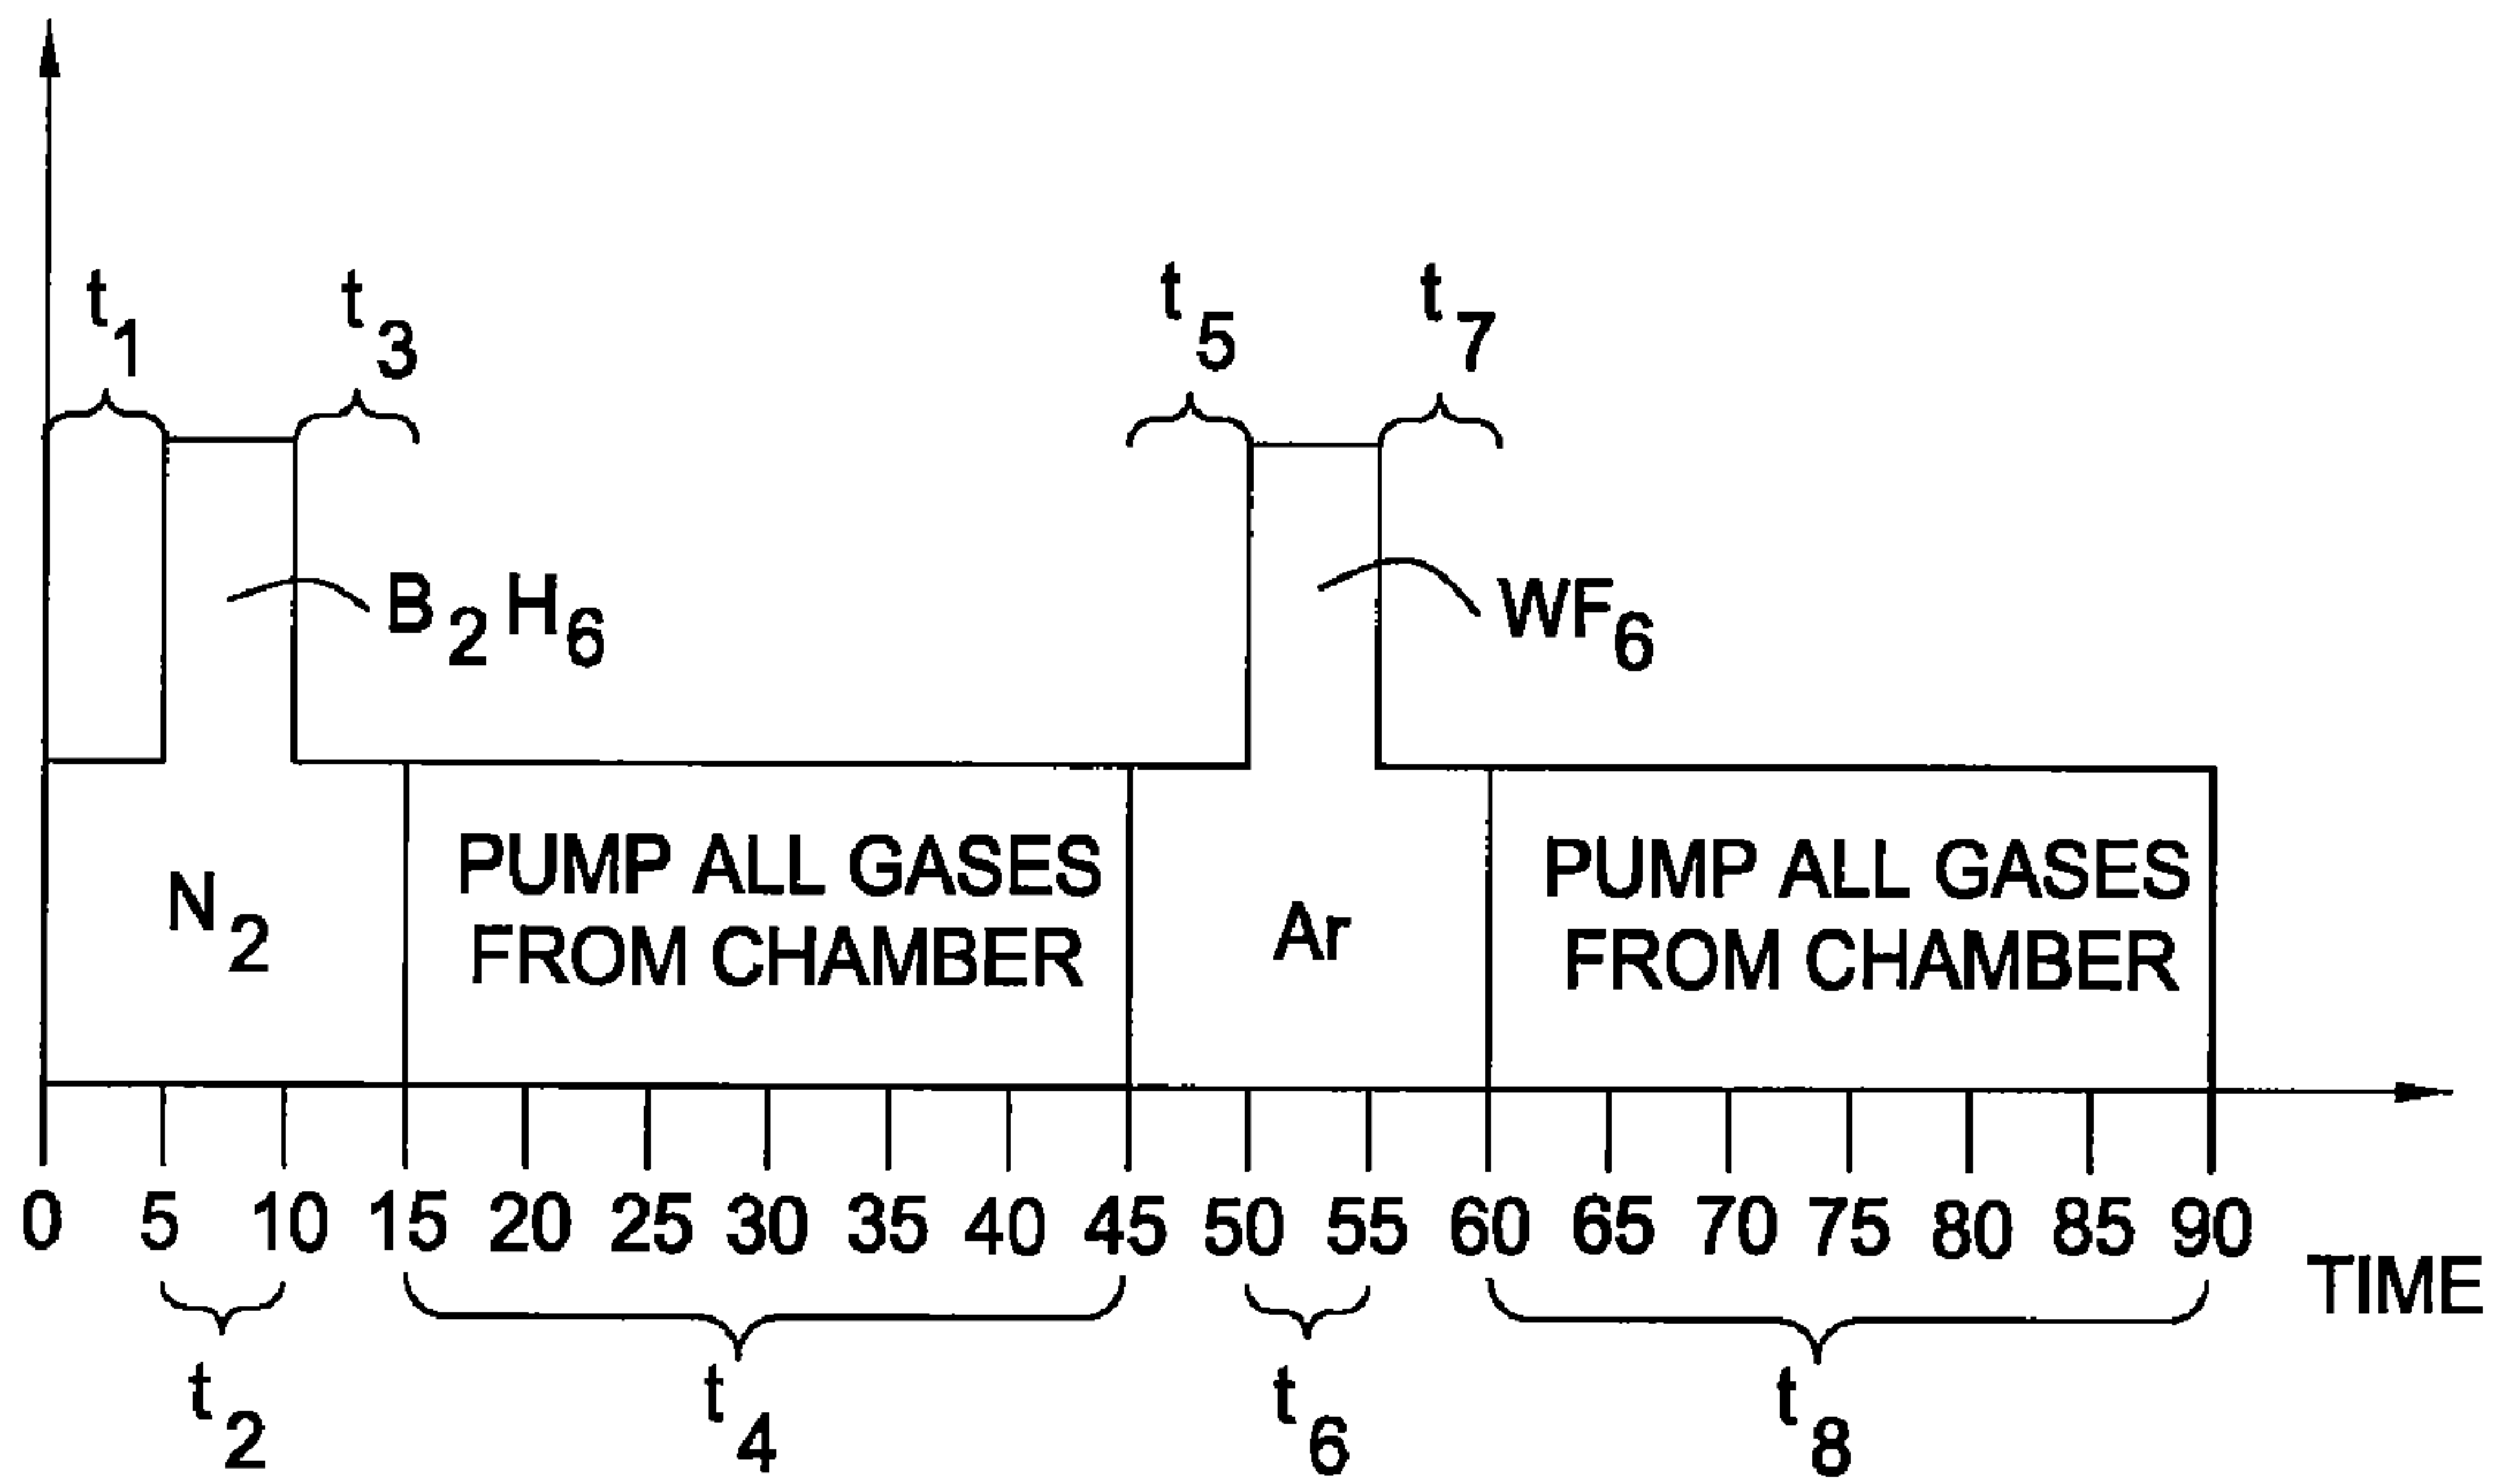 t1 t3 t5 t7
B2H6 WF6
N2 PUMP ALL GASES FROM CHAMBER Ar PUMP ALL GASES FROM CHAMBER
0 5 10 15 20 25 30 35 40 45 50 55 60 65 70 75 80 85 90
TIME
t2 t4 t6 t8